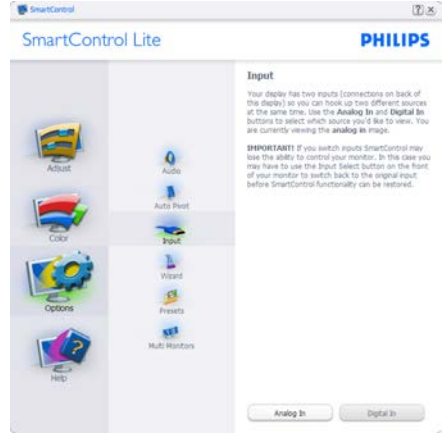 SmartControl
SmartControl Lite
PHILIPS
Adjust
Color
Options
Help
Audio
Auto Pivot
Input
Wizard
Presets
Multi Monitors
Input
Your display has two inputs (connections on back of
the display) so you can hook up two different sources
at the same time. Use the Analog In and Digital In
buttons to select which source you'd like to view. You
are currently viewing the analog in image.
IMPORTANT! If you switch inputs SmartControl may
lose the ability to control your monitor. In this case you
may have to use the Input Select button on the front
of your monitor to switch back to the original input
before SmartControl functionality can be restored.
Analog In
Digital In